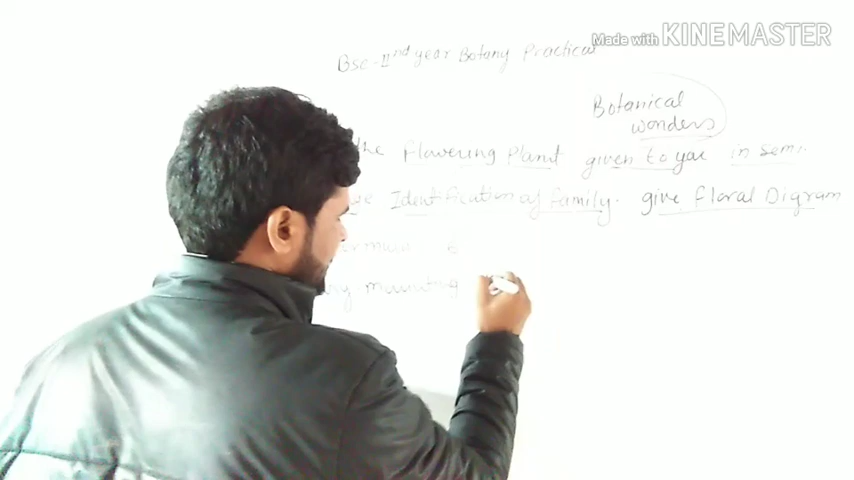 Made with KINEMASTER
Bsc-IInd year Botany Practical
Botanical
wonders
the flowering Plant given to you in semi.
ge Identification of family. give floral Digram
mounting